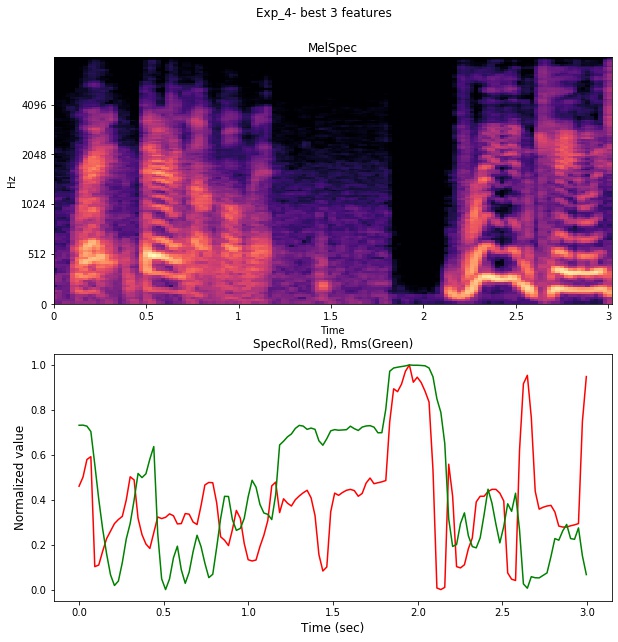 Exp_4- best 3 features
MelSpec
4096
2048
1024
512
0
Hz
0 0.5 1 1.5 2 2.5 3
Time
SpecRol(Red), Rms(Green)
1.0
0.8
0.6
0.4
0.2
0.0
Normalized value
0.0 0.5 1.0 1.5 2.0 2.5 3.0
Time (sec)